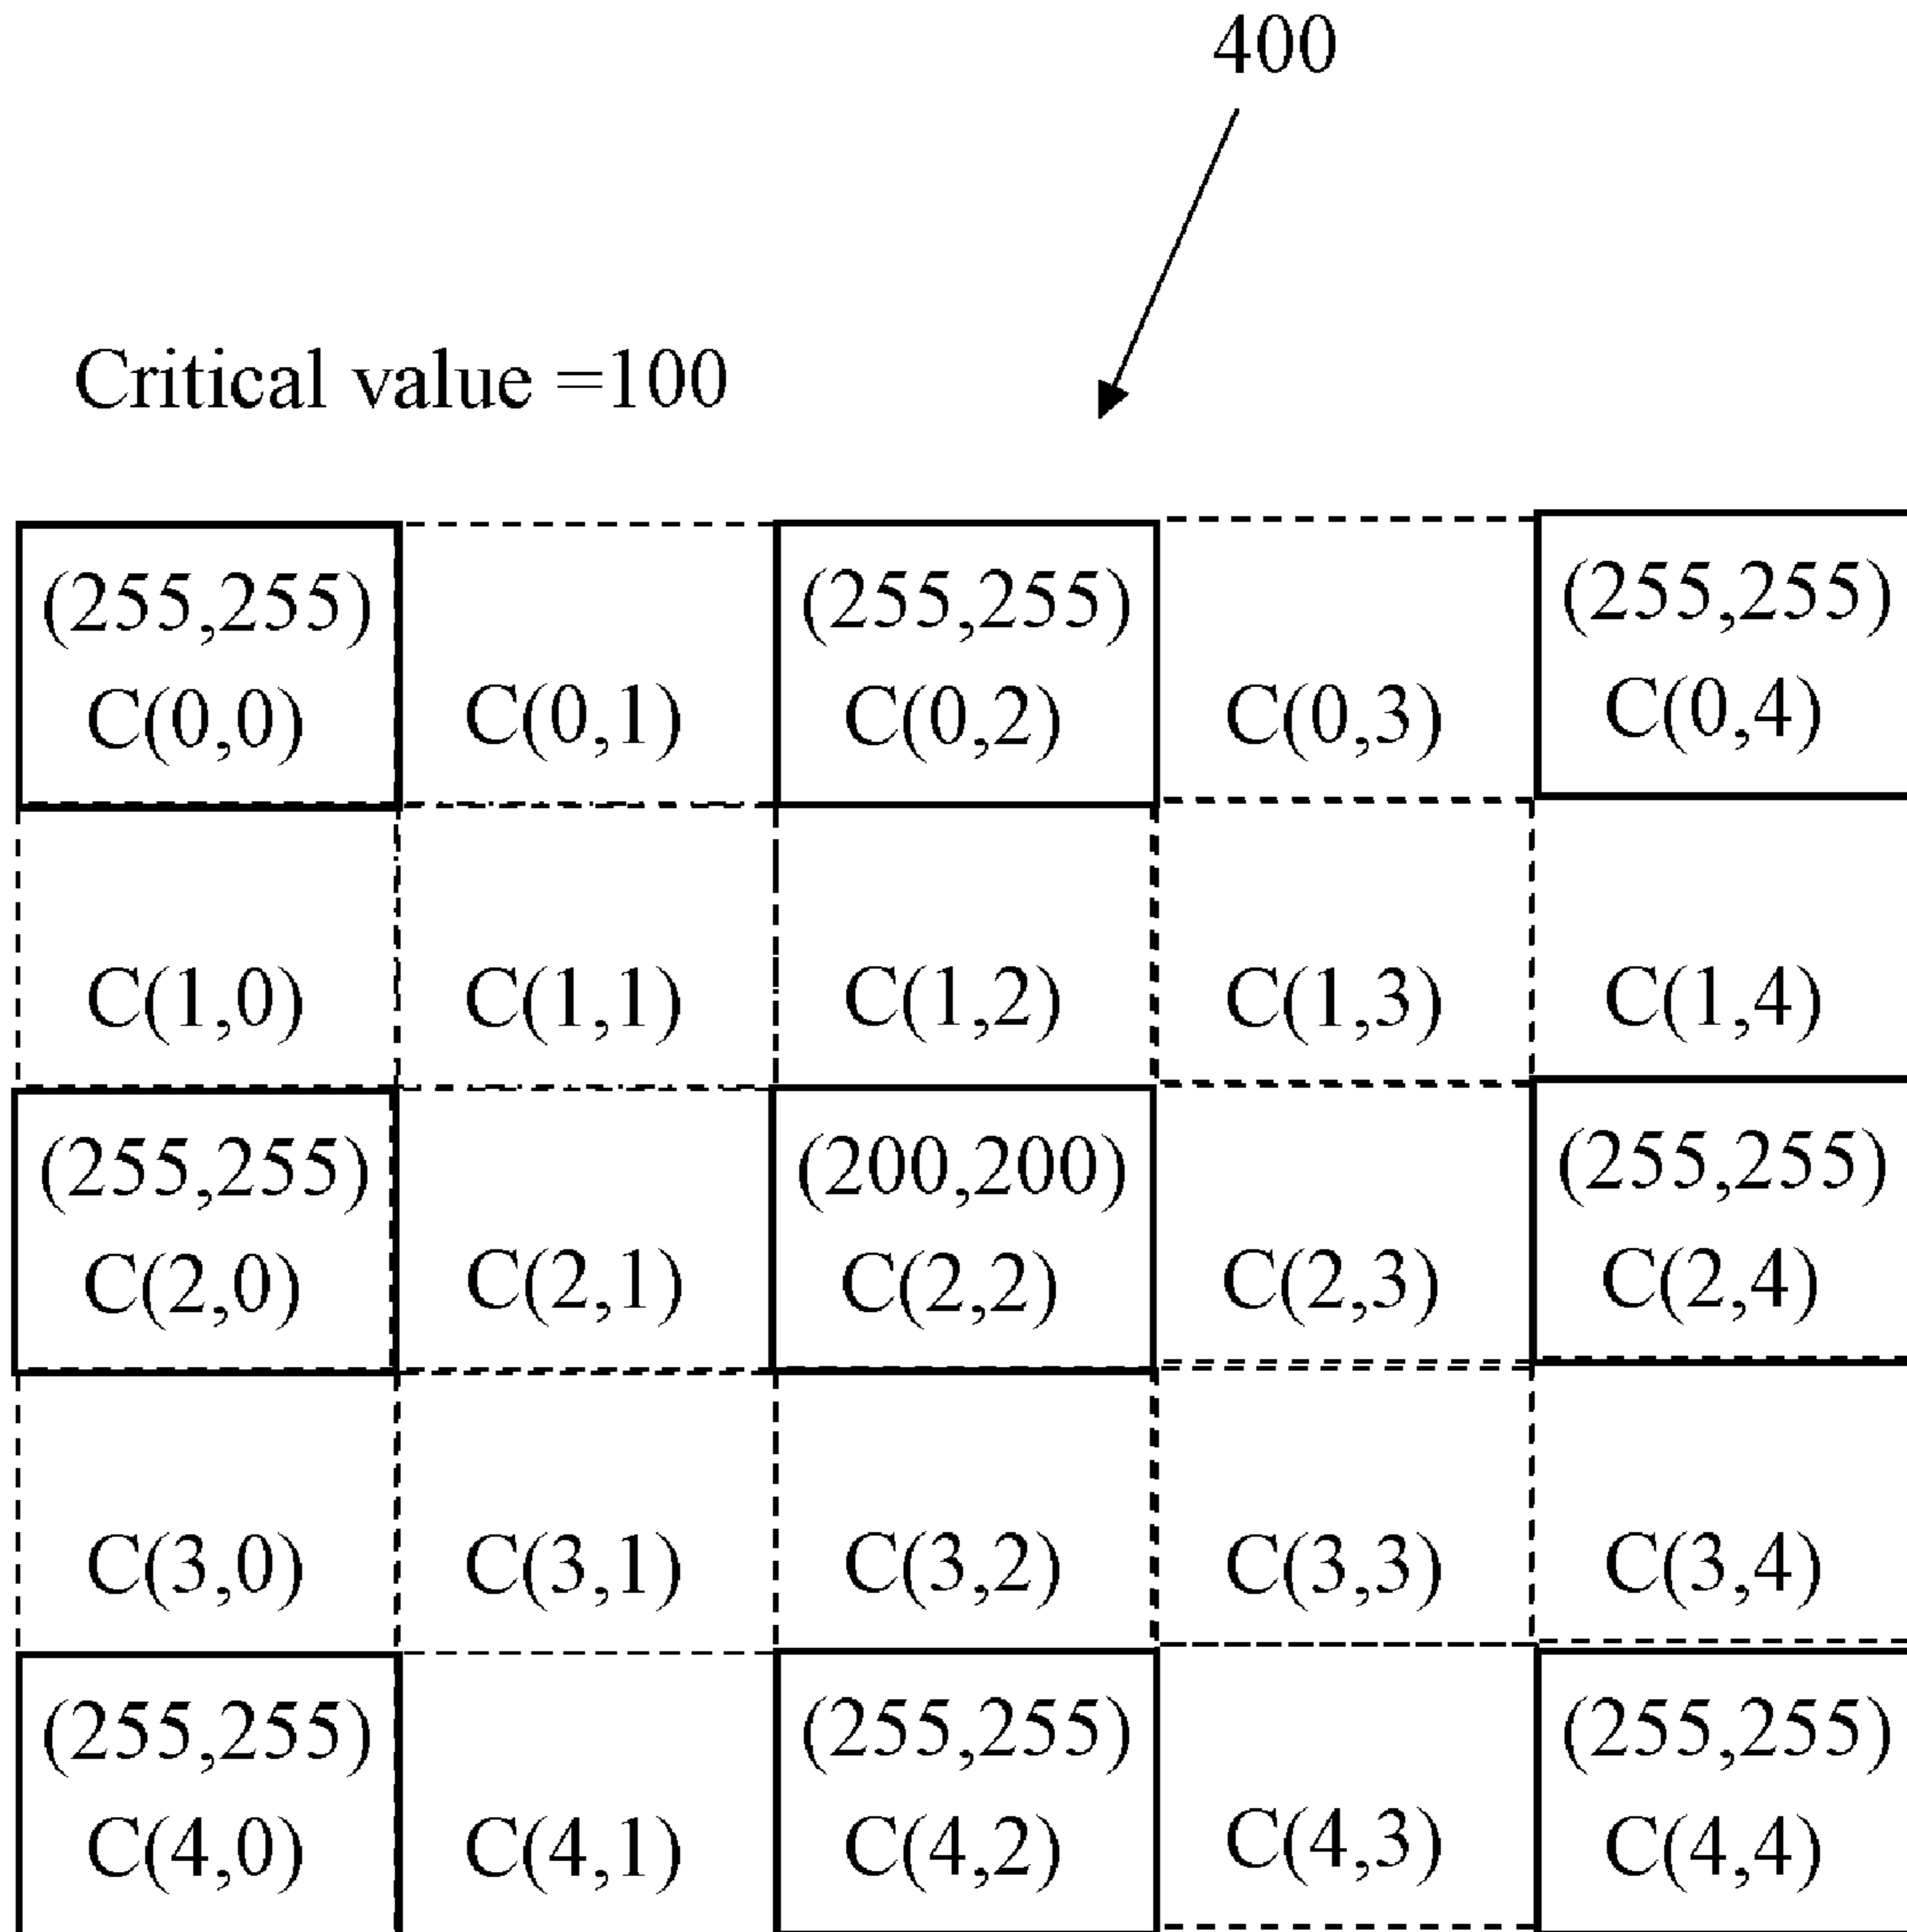 400
Critical value =100
(255,255) (255,255) (255,255)
C(0,0) C(0,1) C(0,2) C(0,3) C(0,4)
C(1,0) C(1,1) C(1,2) C(1,3) C(1,4)
(255,255) (200,200) (255,255)
C(2,0) C(2,1) C(2,2) C(2,3) C(2,4)
C(3,0) C(3,1) C(3,2) C(3,3) C(3,4)
(255,255) (255,255) (255,255)
C(4,0) C(4,1) C(4,2) C(4,3) C(4,4)